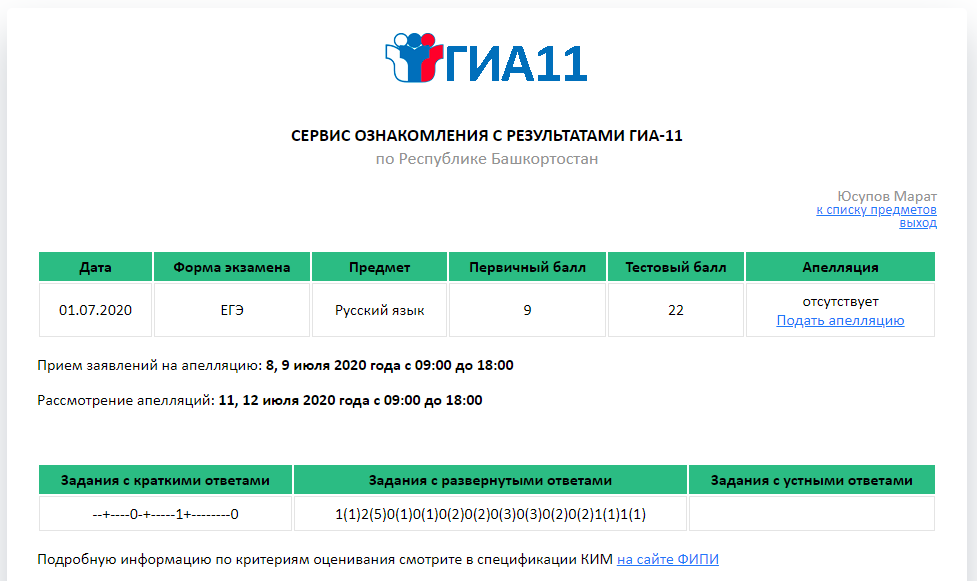 ГИА11
СЕРВИС ОЗНАКОМЛЕНИЯ С РЕЗУЛЬТАТАМИ ГИА-11
по Республике Башкортостан
Юсупов Марат
к списку предметов
выход
Дата Форма экзамена Предмет Первичный балл Тестовый балл Апелляция
01.07.2020 ЕГЭ Русский язык 9 22 отсутствует
Подать апелляцию
Прием заявлений на апелляцию: 8, 9 июля 2020 года с 09:00 до 18:00
Рассмотрение апелляций: 11, 12 июля 2020 года с 09:00 до 18:00
Задания с краткими ответами Задания с развернутыми ответами Задания с устными ответами
--+----0-+-----1+--------0 1(1)2(5)0(1)0(1)0(2)0(2)0(3)0(3)0(2)0(2)1(1)1(1)
Подробную информацию по критериям оценивания смотрите в спецификации КИМ на сайте ФИПИ